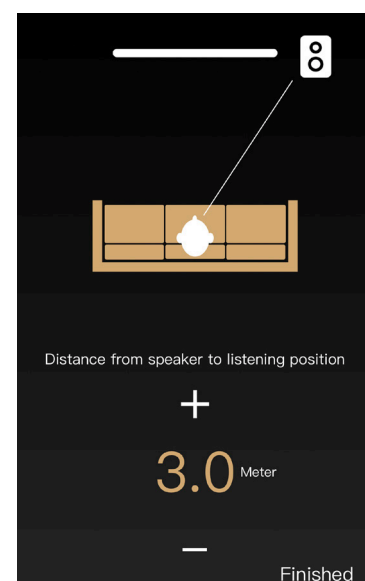 Distance from speaker to listening position
+
3.0 Meter
−
Finished